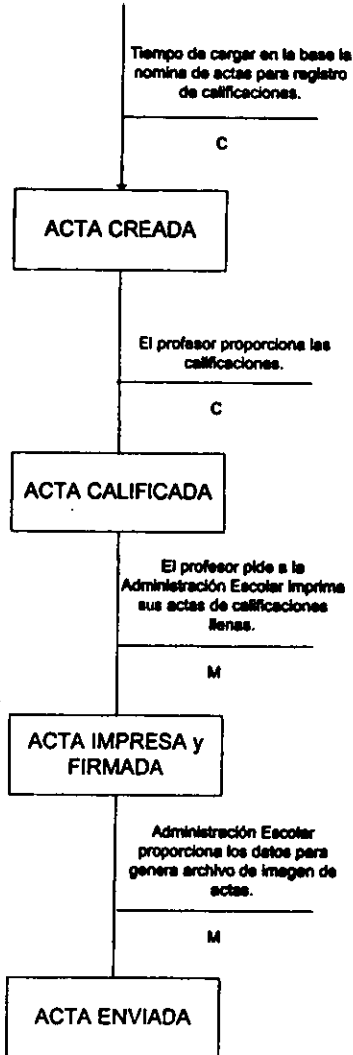 Tiempo de cargar en la base la
nomina de actas para registro
de calificaciones.
C
ACTA CREADA
El profesor proporciona las
calificaciones.
C
ACTA CALIFICADA
El profesor pide a la
Administración Escolar imprima
sus actas de calificaciones
llenas.
M
ACTA IMPRESA y
FIRMADA
Administración Escolar
proporciona los datos para
genera archivo de imagen de
actas.
M
ACTA ENVIADA